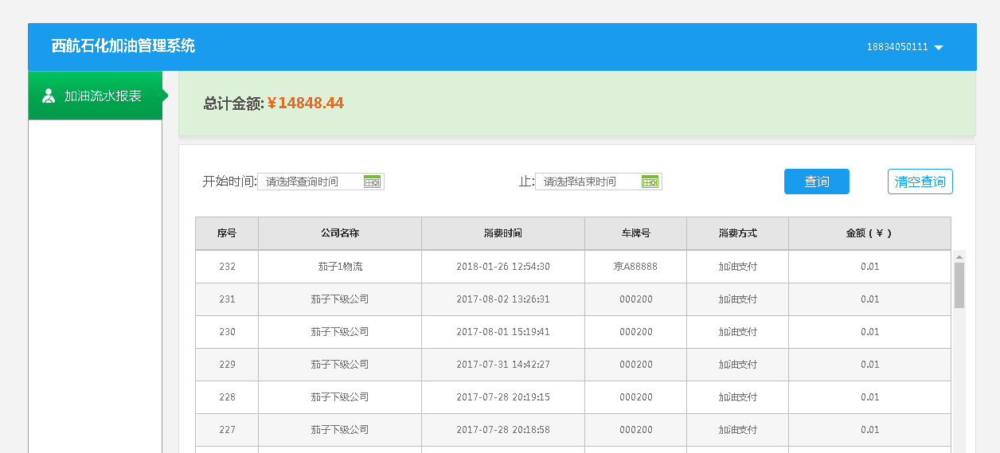 西航石化加油管理系统
18834050111
加油流水报表
总计金额:￥14848.44
开始时间: 请选择查询时间 止: 请选择结束时间 查询 清空查询
序号 公司名称 消费时间 车牌号 消费方式 金额（￥）
232 茄子1物流 2018-01-26 12:54:30 京A88888 加油支付 0.01
231 茄子下级公司 2017-08-02 13:26:31 000200 加油支付 0.01
230 茄子下级公司 2017-08-01 15:19:41 000200 加油支付 0.01
229 茄子下级公司 2017-07-31 14:42:27 000200 加油支付 0.01
228 茄子下级公司 2017-07-28 20:19:15 000200 加油支付 0.01
227 茄子下级公司 2017-07-28 20:18:58 000200 加油支付 0.01